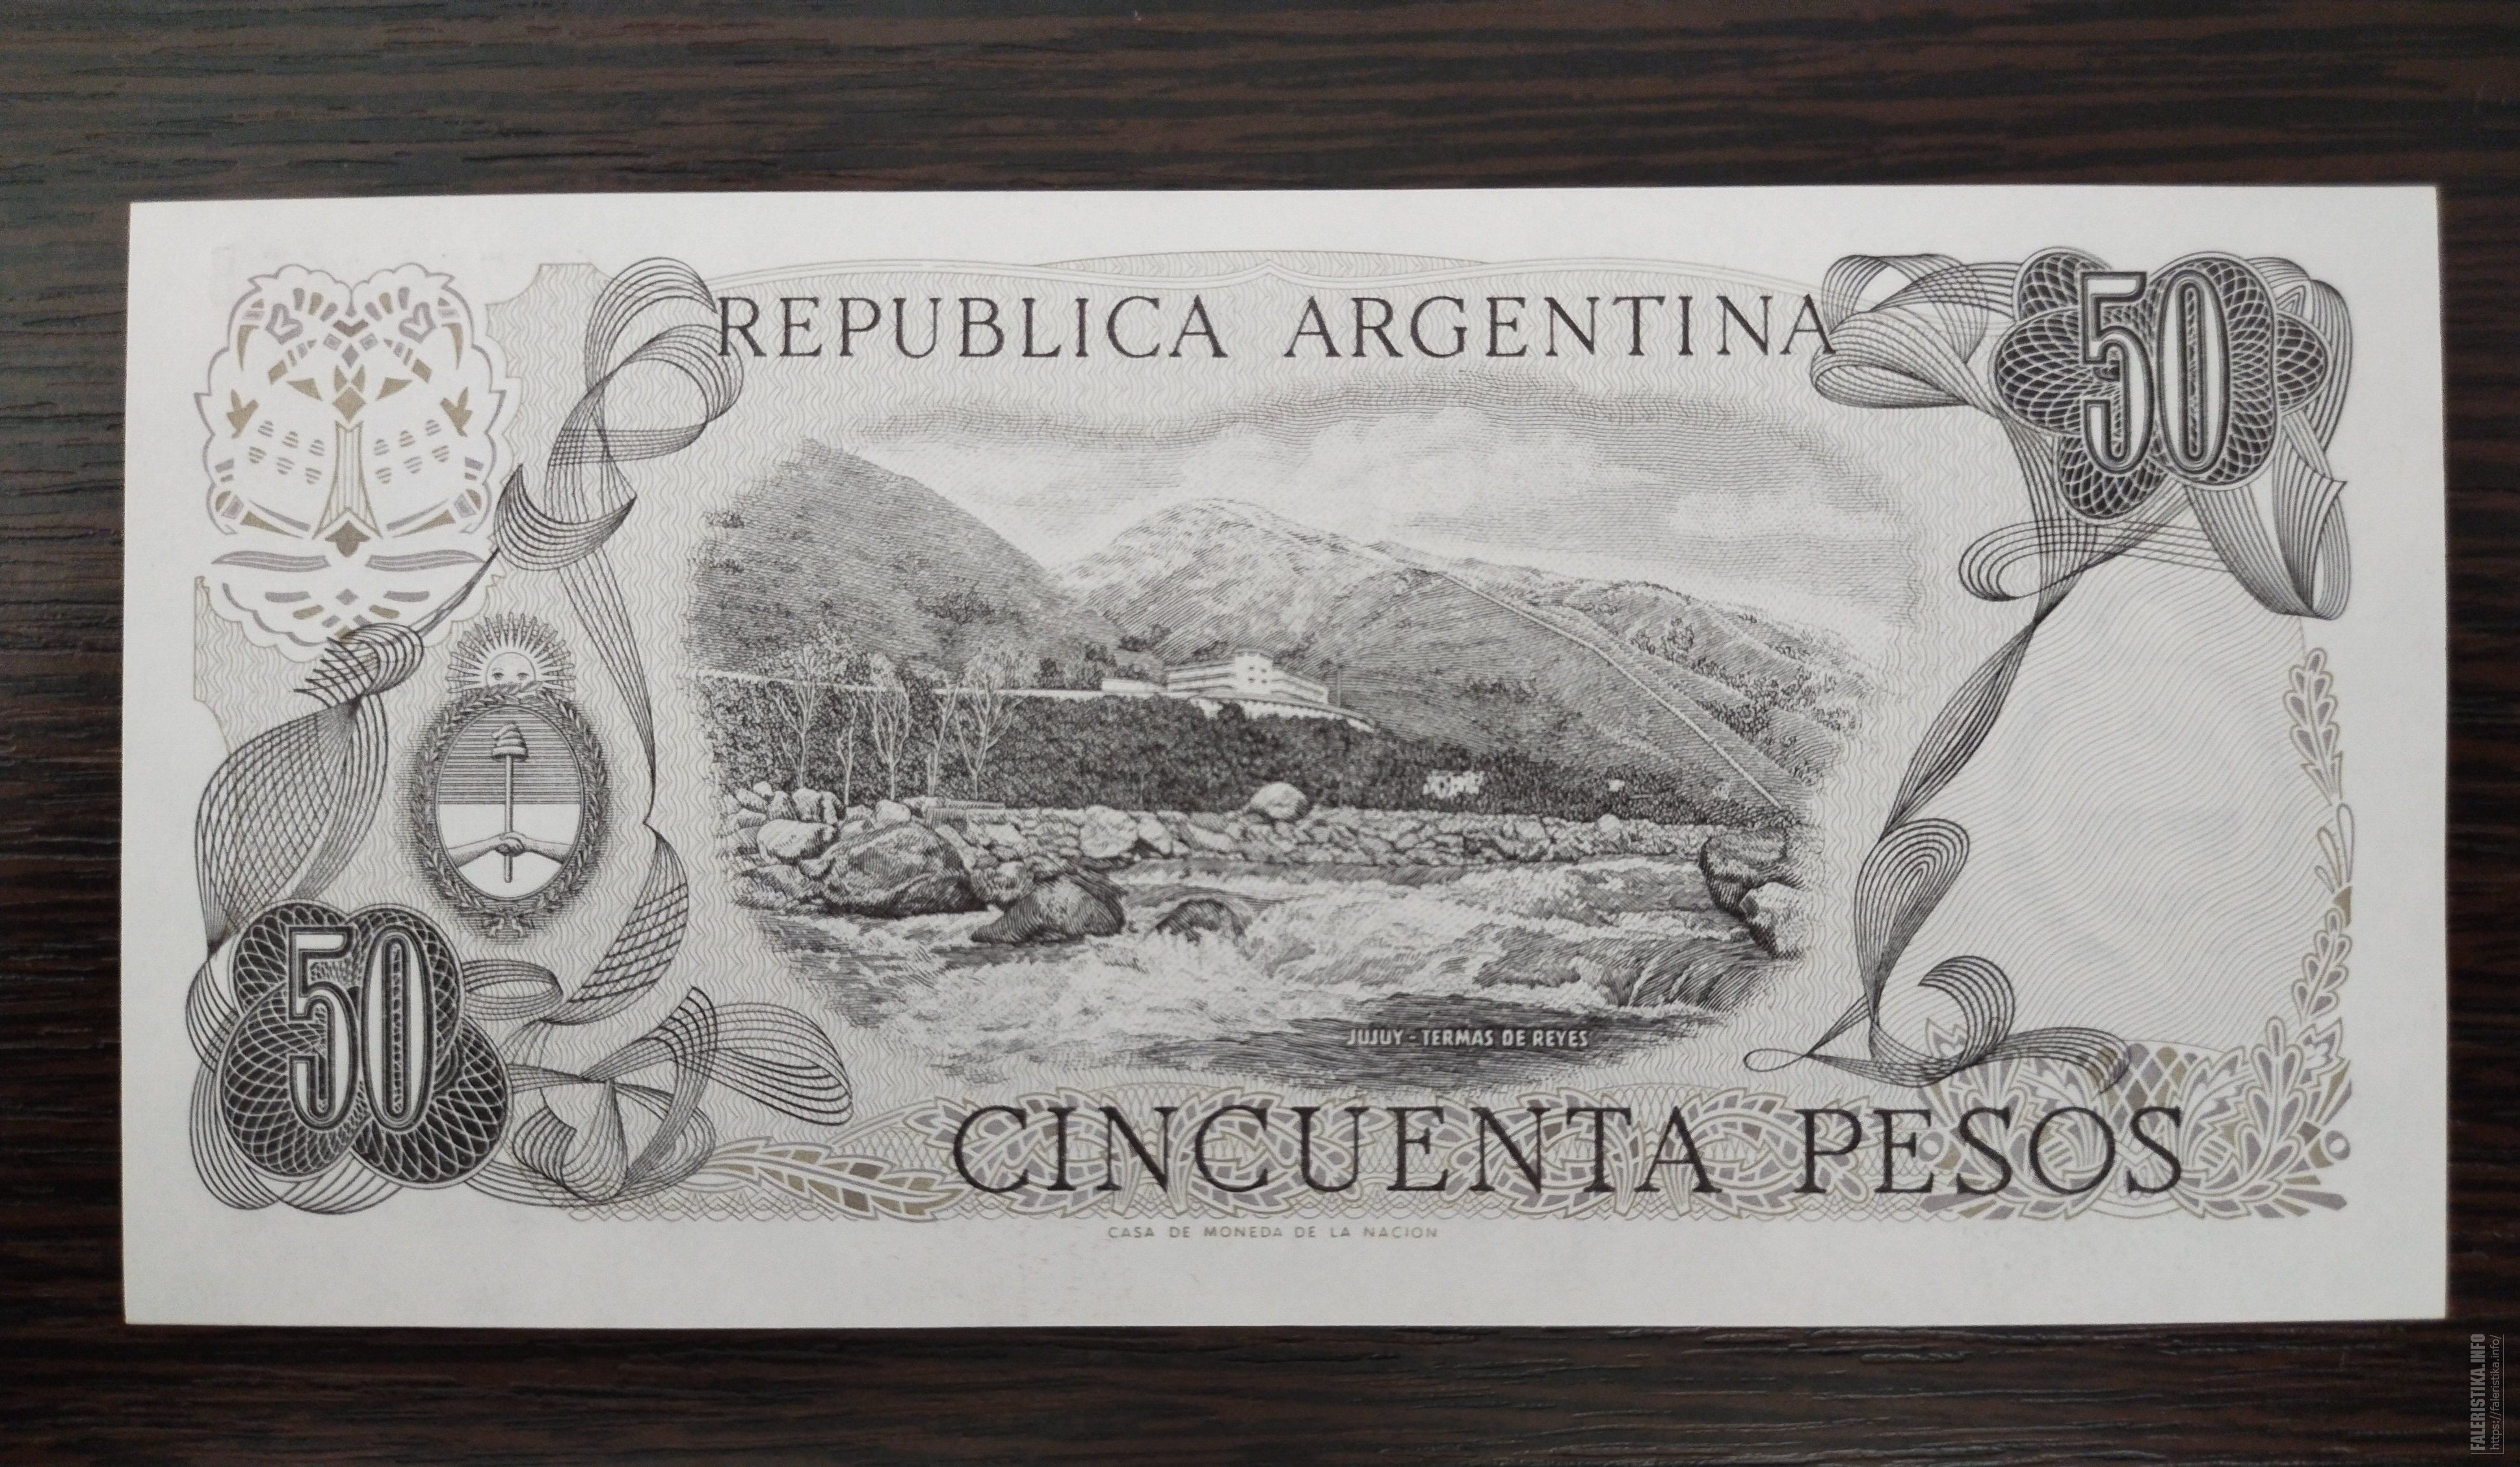 REPUBLICA ARGENTINA
50
JUJUY - TERMAS DE REYES
50
CINCUENTA PESOS
CASA DE MONEDA DE LA NACION
FALERISTIKA.INFO
https://faleristika.info/